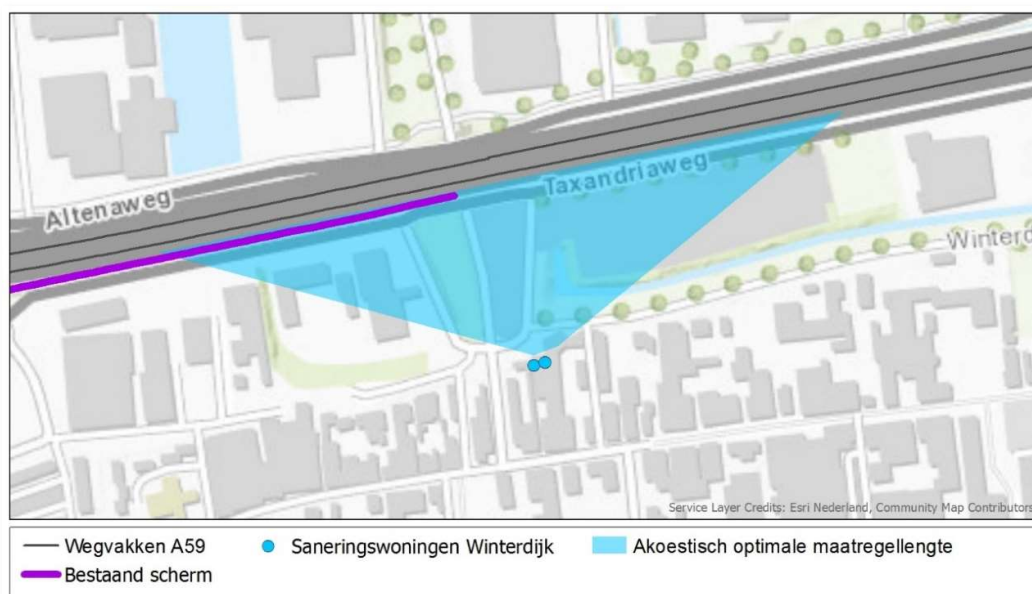 Altenaweg
Taxandriaweg
Winterd
Service Layer Credits: Esri Nederland, Community Map Contributors
Wegvakken A59
Saneringswoningen Winterdijk
Akoestisch optimale maatregellengte
Bestaand scherm